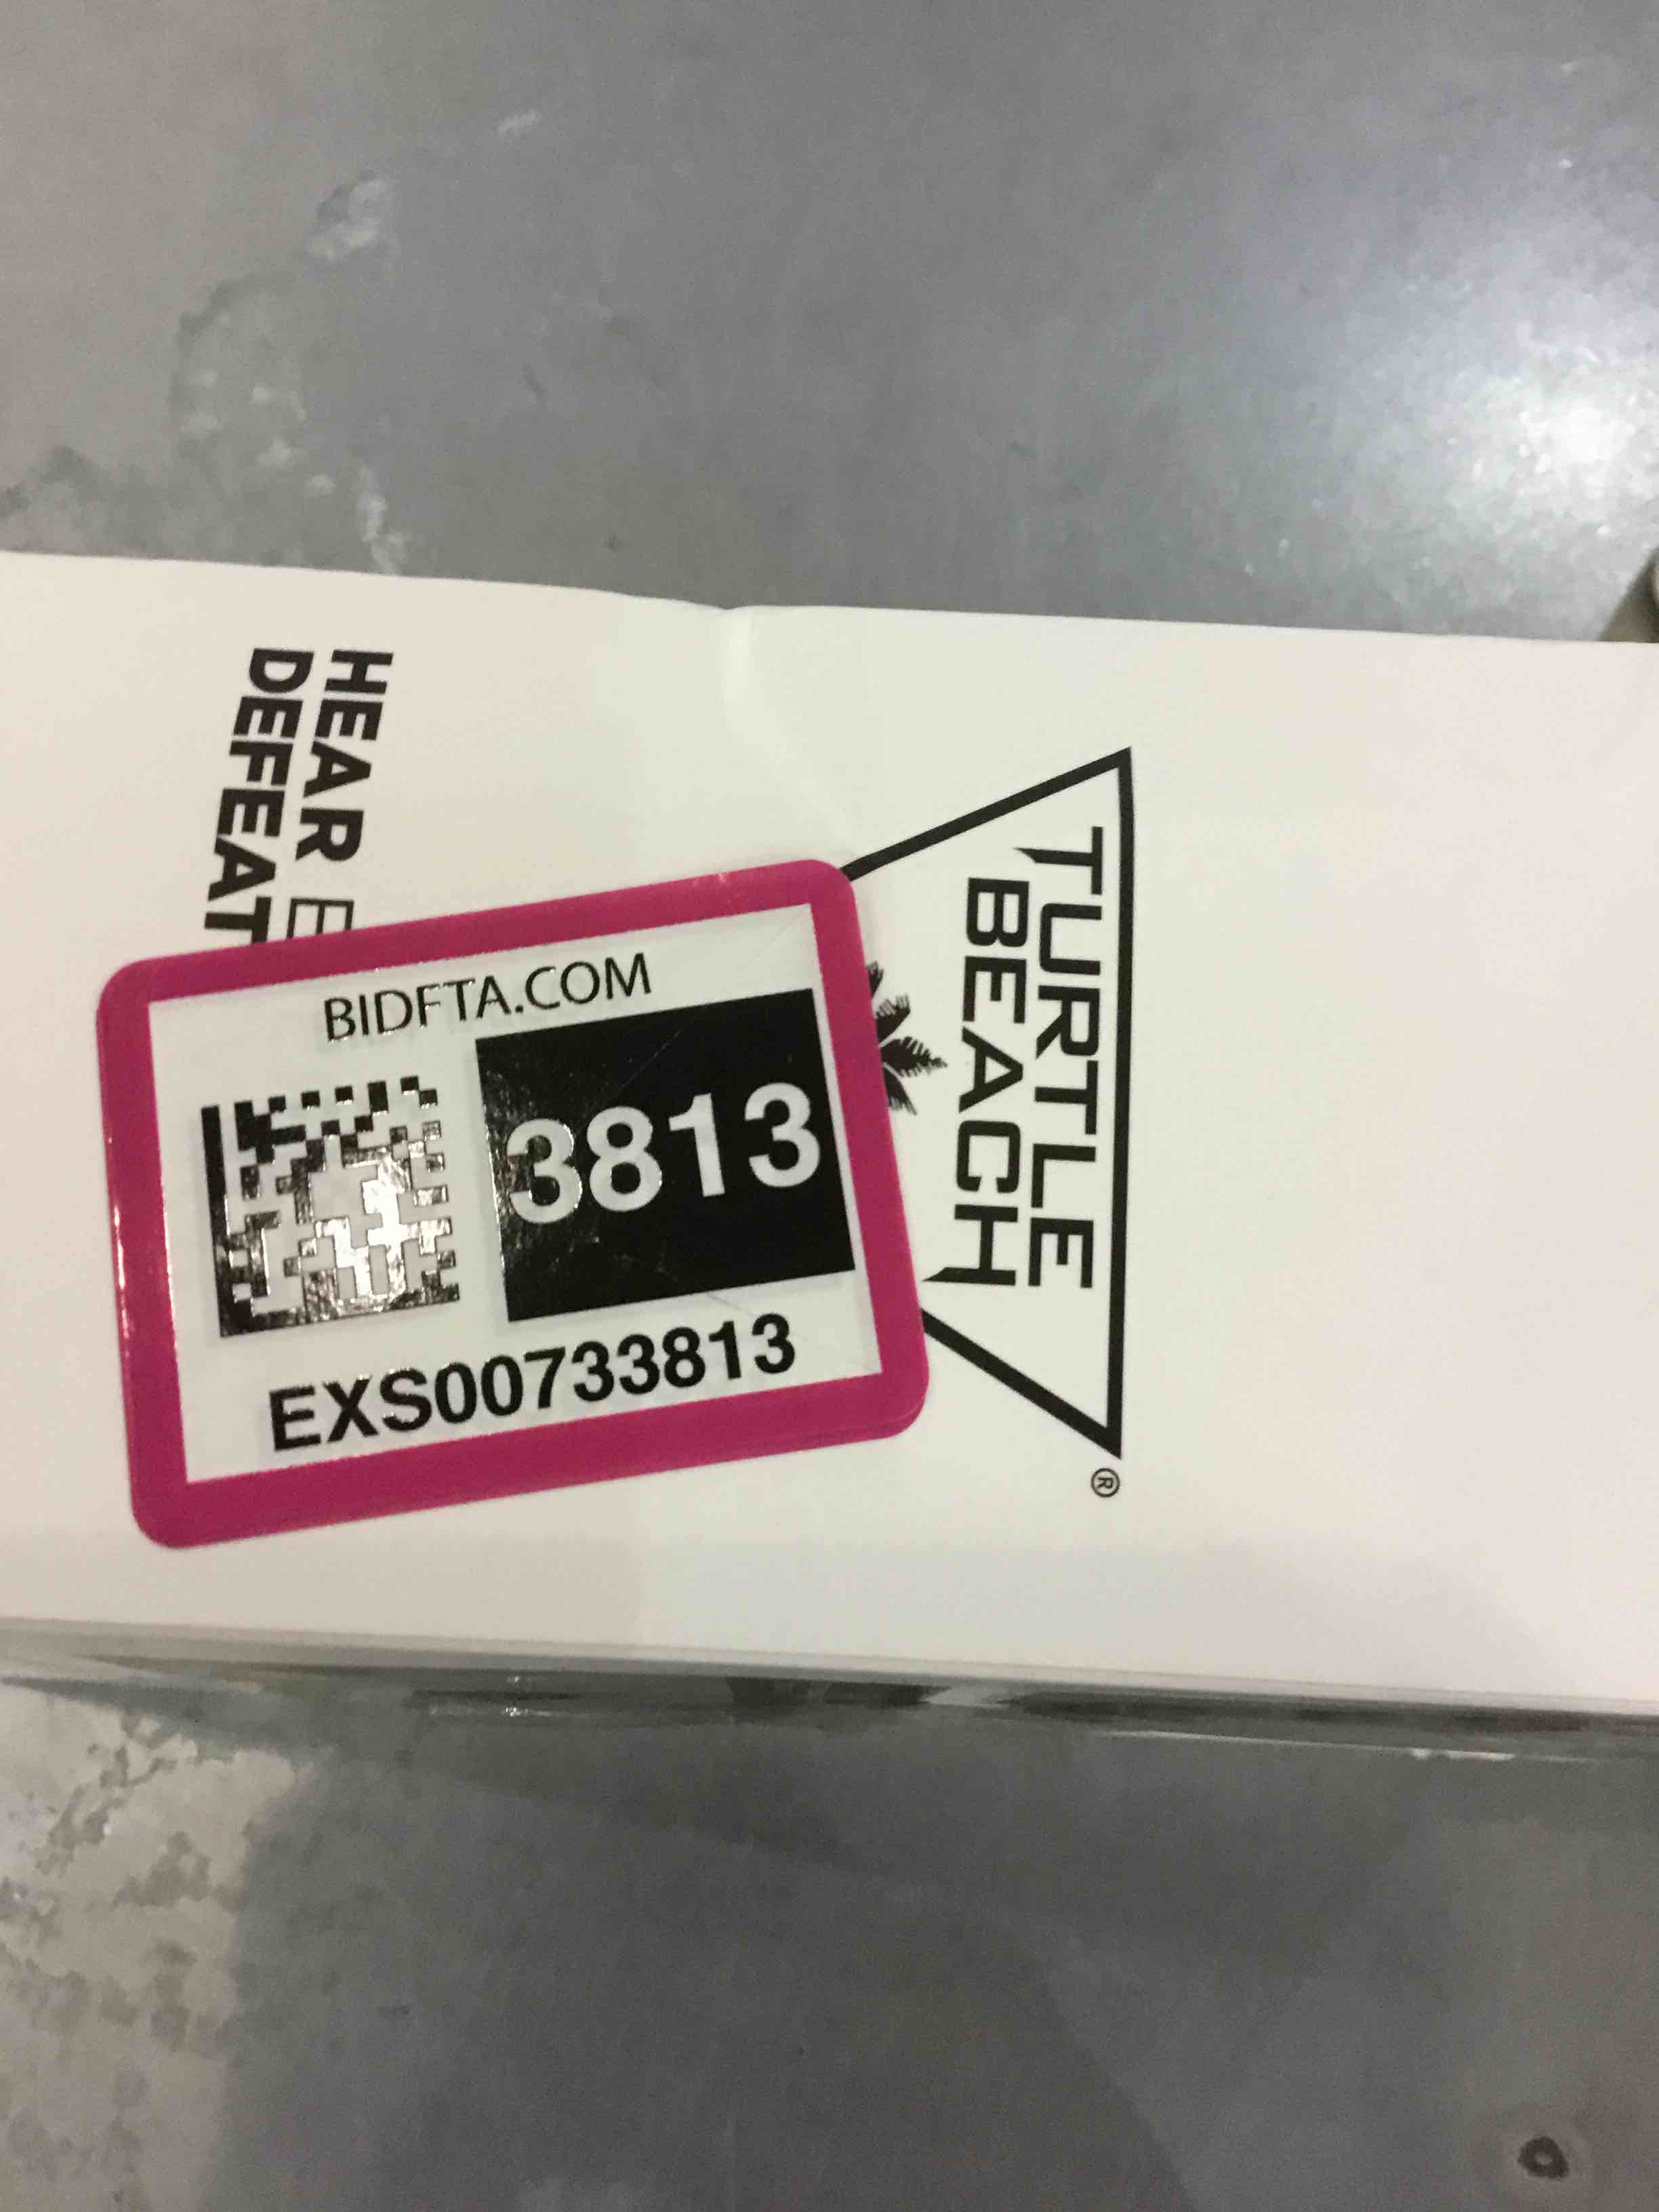 TURTLE
BEACH
®
HEAR E
DEFEAT
BIDFTA.COM
3813
EXS00733813